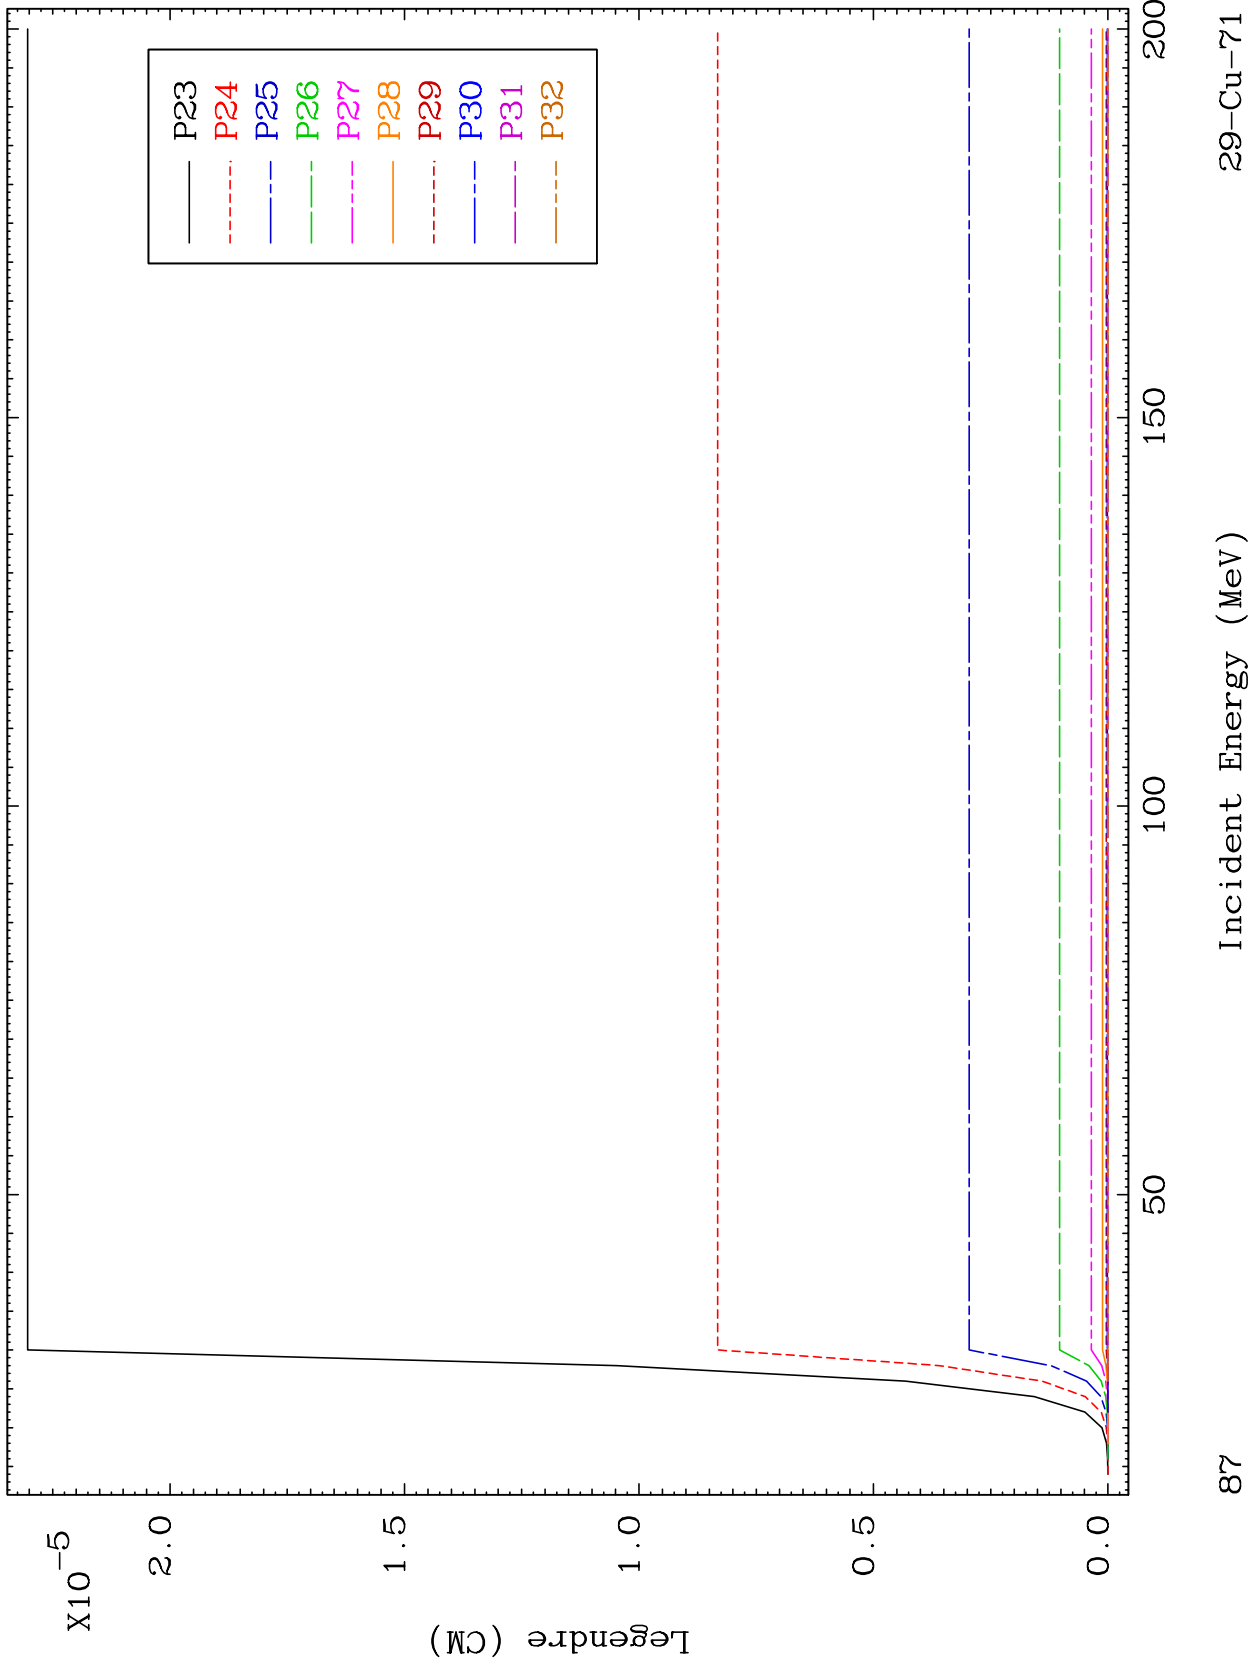 X10-5
2.0
1.5
1.0
0.5
0.0
Legendre (CM)
P23
P24
P25
P26
P27
P28
P29
P30
P31
P32
50
100
150
200
Incident Energy (MeV)
87
29-Cu-71